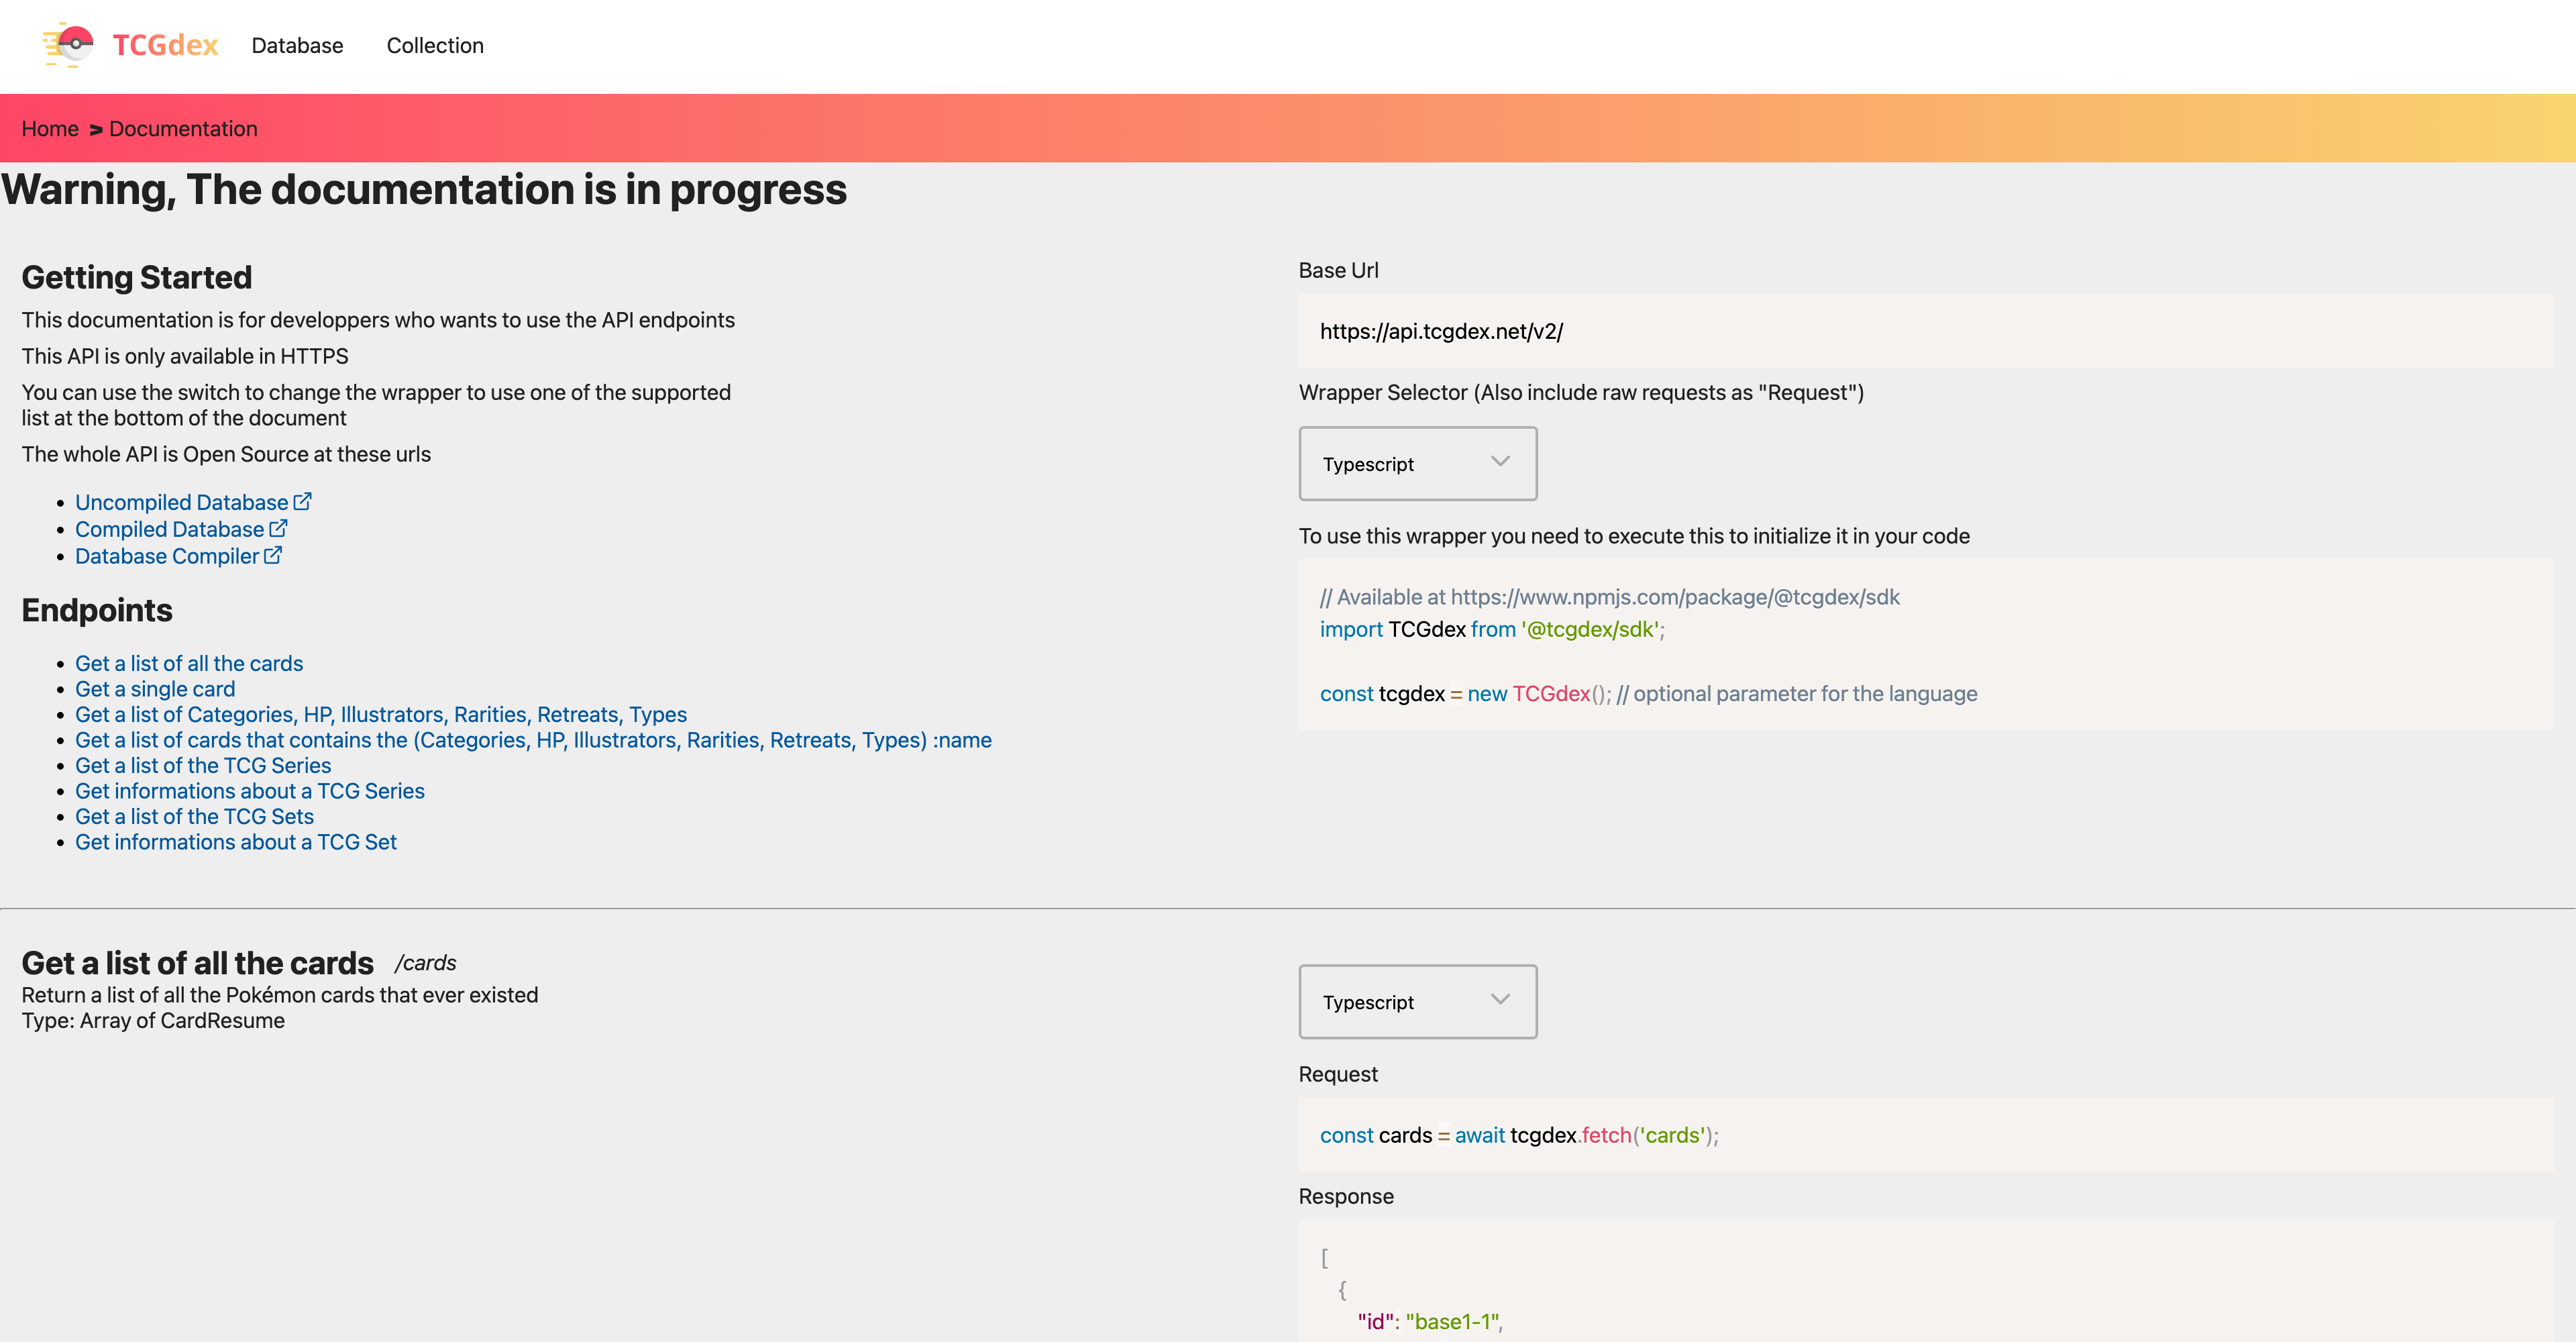 TCGdex Database Collection
Home > Documentation
Warning, The documentation is in progress
Getting Started
This documentation is for developpers who wants to use the API endpoints
This API is only available in HTTPS
You can use the switch to change the wrapper to use one of the supported
list at the bottom of the document
The whole API is Open Source at these urls
Uncompiled Database
Compiled Database
Database Compiler
Endpoints
Get a list of all the cards
Get a single card
Get a list of Categories, HP, Illustrators, Rarities, Retreats, Types
Get a list of cards that contains the (Categories, HP, Illustrators, Rarities, Retreats, Types) :name
Get a list of the TCG Series
Get informations about a TCG Series
Get a list of the TCG Sets
Get informations about a TCG Set
Base Url
https://api.tcgdex.net/v2/
Wrapper Selector (Also include raw requests as "Request")
Typescript
To use this wrapper you need to execute this to initialize it in your code
// Available at https://www.npmjs.com/package/@tcgdex/sdk
import TCGdex from '@tcgdex/sdk';
const tcgdex = new TCGdex(); // optional parameter for the language
Get a list of all the cards /cards
Return a list of all the Pokémon cards that ever existed
Type: Array of CardResume
Typescript
Request
const cards = await tcgdex.fetch('cards');
Response
[
{
"id": "base1-1",